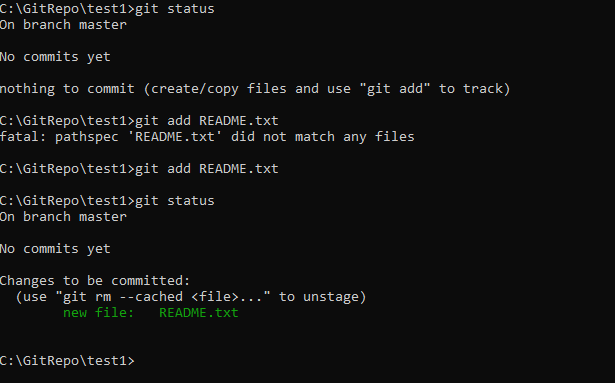 C:\GitRepo\test1>git status
On branch master
No commits yet
nothing to commit (create/copy files and use "git add" to track)
C:\GitRepo\test1>git add README.txt
fatal: pathspec 'README.txt' did not match any files
C:\GitRepo\test1>git add README.txt
C:\GitRepo\test1>git status
On branch master
No commits yet
Changes to be committed:
  (use "git rm --cached <file>..." to unstage)
        new file:   README.txt
C:\GitRepo\test1>